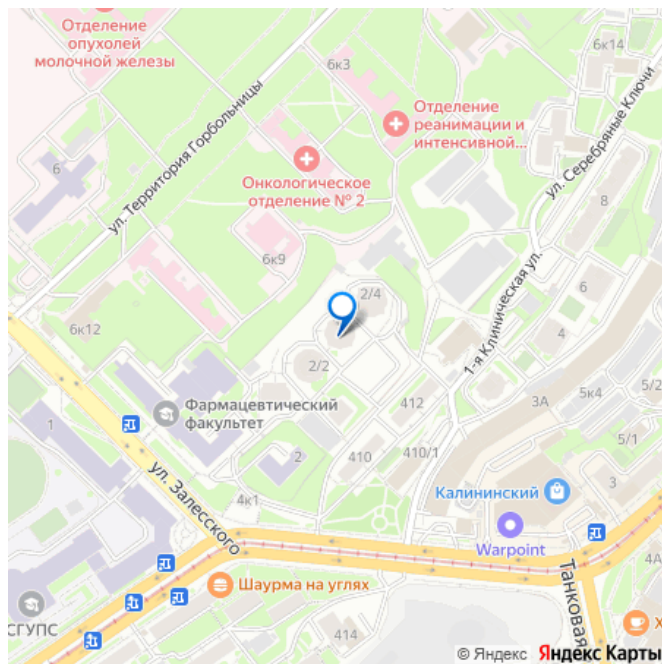 Отделение
опухолей
молочной железы
6к3
6к14
ул. Территория Горбольницы
Отделение
реанимации и
интенсивной...
ул. Серебряные Ключи
6
Онкологическое
отделение № 2
8
6к9
1-я Клиническая ул.
2/4
6
6к12
4
2/2
5/2
5к4
3А
Фармацевтический
факультет
412
1
5/1
410
410/1
2
ул. Залесского
3
Калининский
4к1
Warpoint
4А
Танковая
Шаурма на углях
СГУПС
Х
414
© Яндекс Яндекс Карты